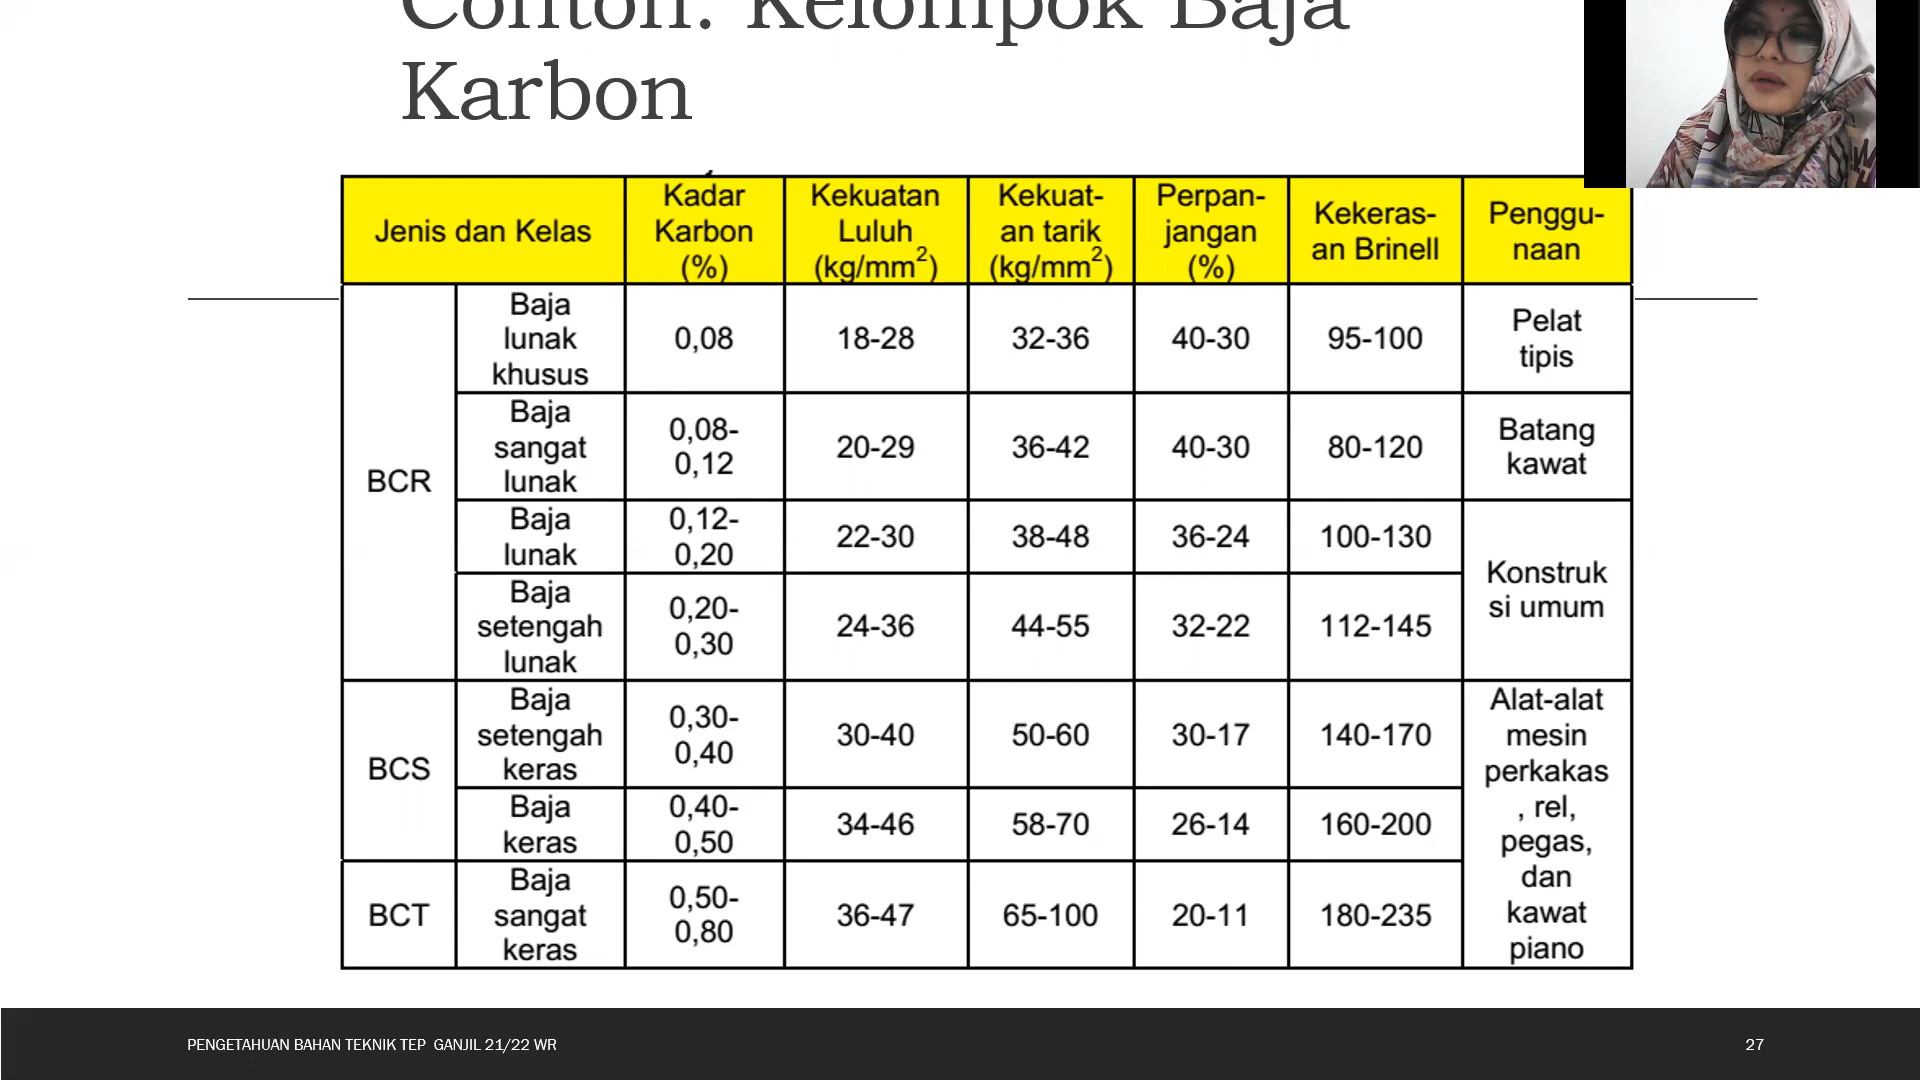 Contoh: Kelompok Baja
Karbon
Jenis dan Kelas
Kadar
Karbon
(%)
Kekuatan
Luluh
(kg/mm²)
Kekuat-
an tarik
(kg/mm²)
Perpan-
jangan
(%)
Kekeras-
an Brinell
Penggu-
naan
BCR
Baja
lunak
khusus
0,08
18-28
32-36
40-30
95-100
Pelat
tipis
Baja
sangat
lunak
0,08-
0,12
20-29
36-42
40-30
80-120
Batang
kawat
Baja
lunak
0,12-
0,20
22-30
38-48
36-24
100-130
Konstruk
si umum
Baja
setengah
lunak
0,20-
0,30
24-36
44-55
32-22
112-145
BCS
Baja
setengah
keras
0,30-
0,40
30-40
50-60
30-17
140-170
Alat-alat
mesin
perkakas
, rel,
pegas,
dan
kawat
piano
Baja
keras
0,40-
0,50
34-46
58-70
26-14
160-200
BCT
Baja
sangat
keras
0,50-
0,80
36-47
65-100
20-11
180-235
PENGETAHUAN BAHAN TEKNIK TEP GANJIL 21/22 WR
27